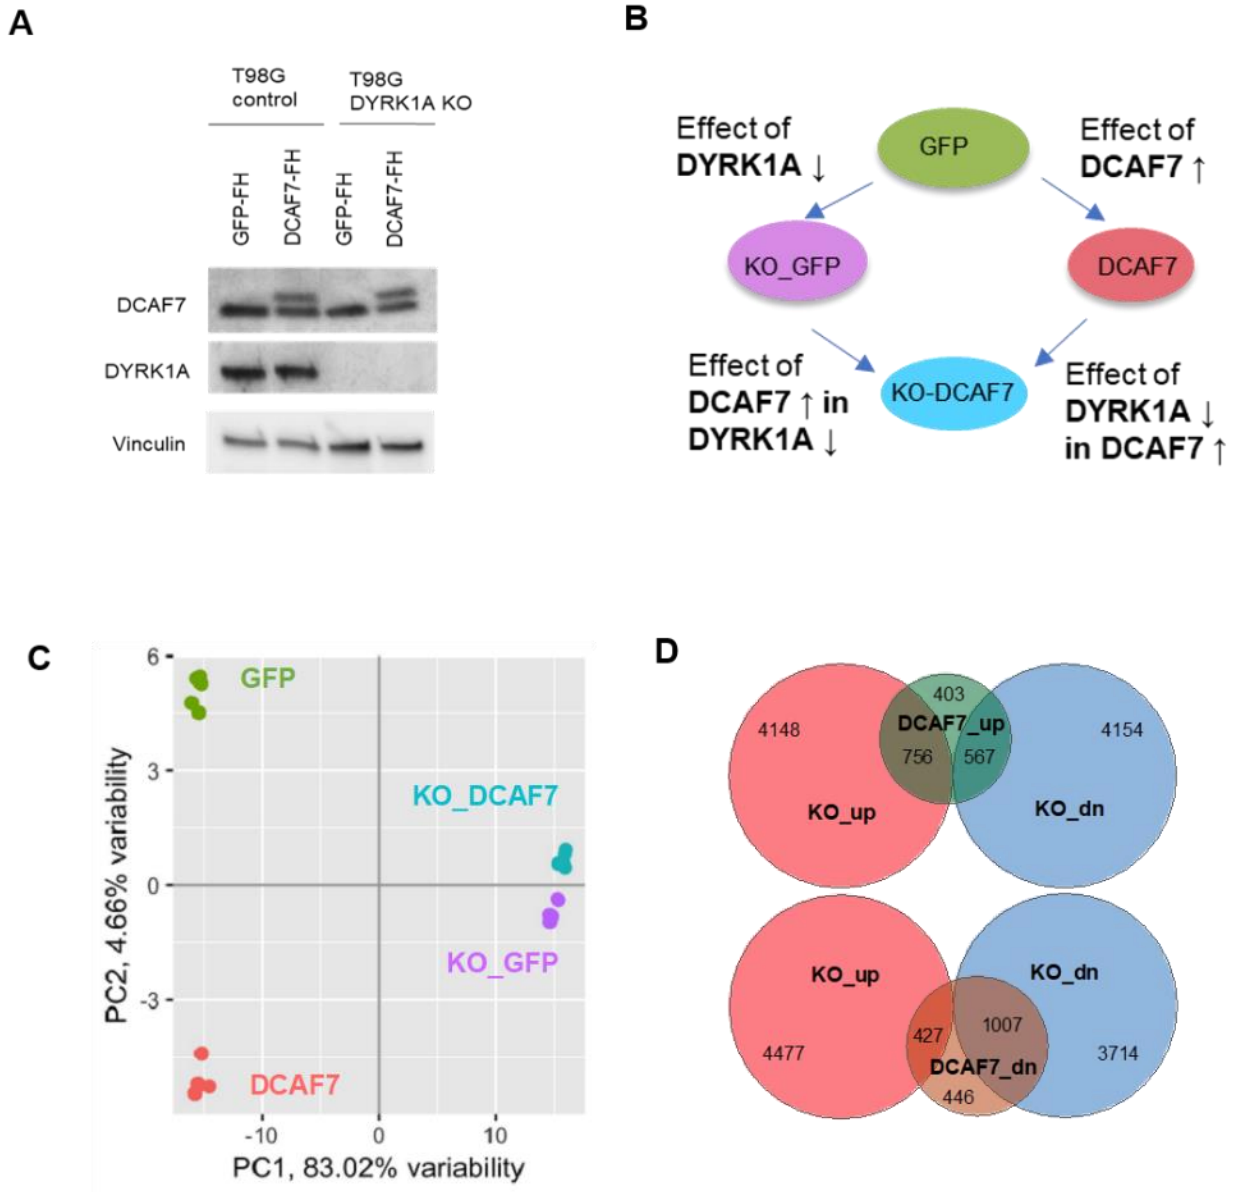 A
T98G
control
T98G
DYRK1A KO
GFP-FH
DCAF7-FH
GFP-FH
DCAF7-FH
DCAF7
DYRK1A
Vinculin
B
Effect of
DYRK1A ↓
GFP
Effect of
DCAF7 ↑
KO_GFP
DCAF7
Effect of
DCAF7 ↑ in
DYRK1A ↓
KO-DCAF7
Effect of
DYRK1A ↓
in DCAF7 ↑
C
6
3
0
-3
PC2, 4.66% variability
GFP
KO_DCAF7
KO_GFP
DCAF7
-10
0
10
PC1, 83.02% variability
D
403
4148
DCAF7_up
4154
756
567
KO_up
KO_dn
KO_up
KO_dn
427
1007
4477
3714
DCAF7_dn
446